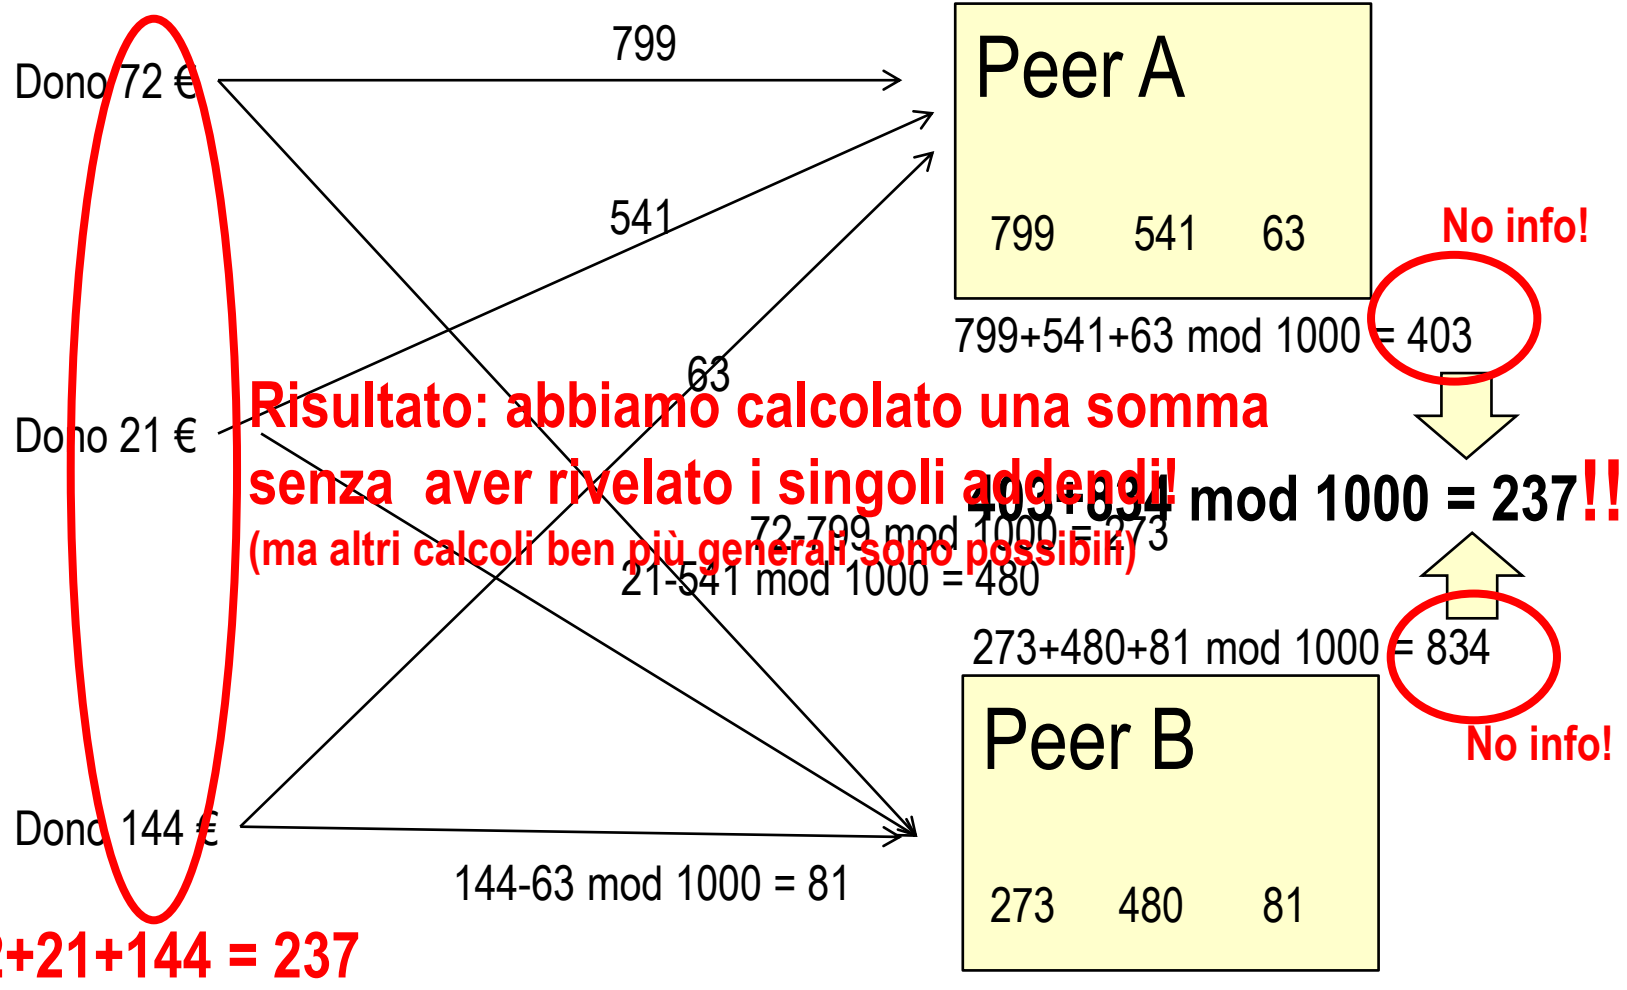 799
Peer A
Dono 72 €
541
799 541 63
No info!
799+541+63 mod 1000 = 403
63
Risultato: abbiamo calcolato una somma
Dono 21 €
senza aver rivelato i singoli addendi!
403+834 mod 1000 = 237!!
72-799 mod 1000 = 273
(ma altri calcoli ben più generali sono possibili)
21-541 mod 1000 = 480
273+480+81 mod 1000 = 834
Peer B
No info!
Dono 144 €
144-63 mod 1000 = 81
273 480 81
2+21+144 = 237